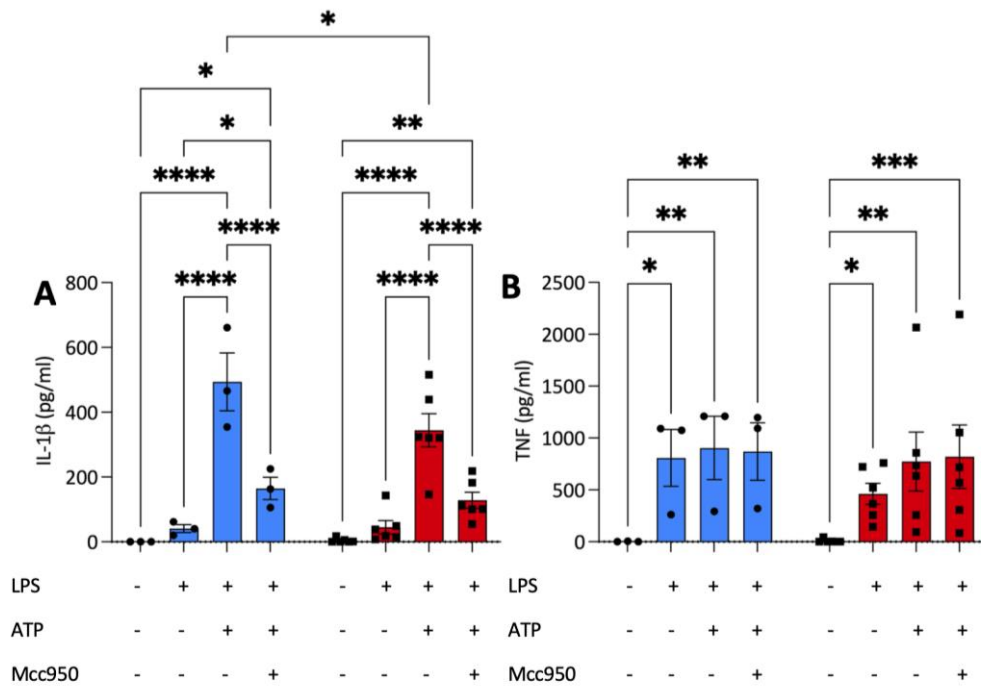 * *
* * **
**** **** ** ***
**** **** **
**** **** * *
A B
IL-1β (pg/ml)
800
600
400
200
0
TNF (pg/ml)
2500
2000
1500
1000
500
0
LPS - + + + - + + + LPS - + + + - + + +
ATP - - + + - - + + ATP - - + + - - + +
Mcc950 - - - + - - - + Mcc950 - - - + - - - +